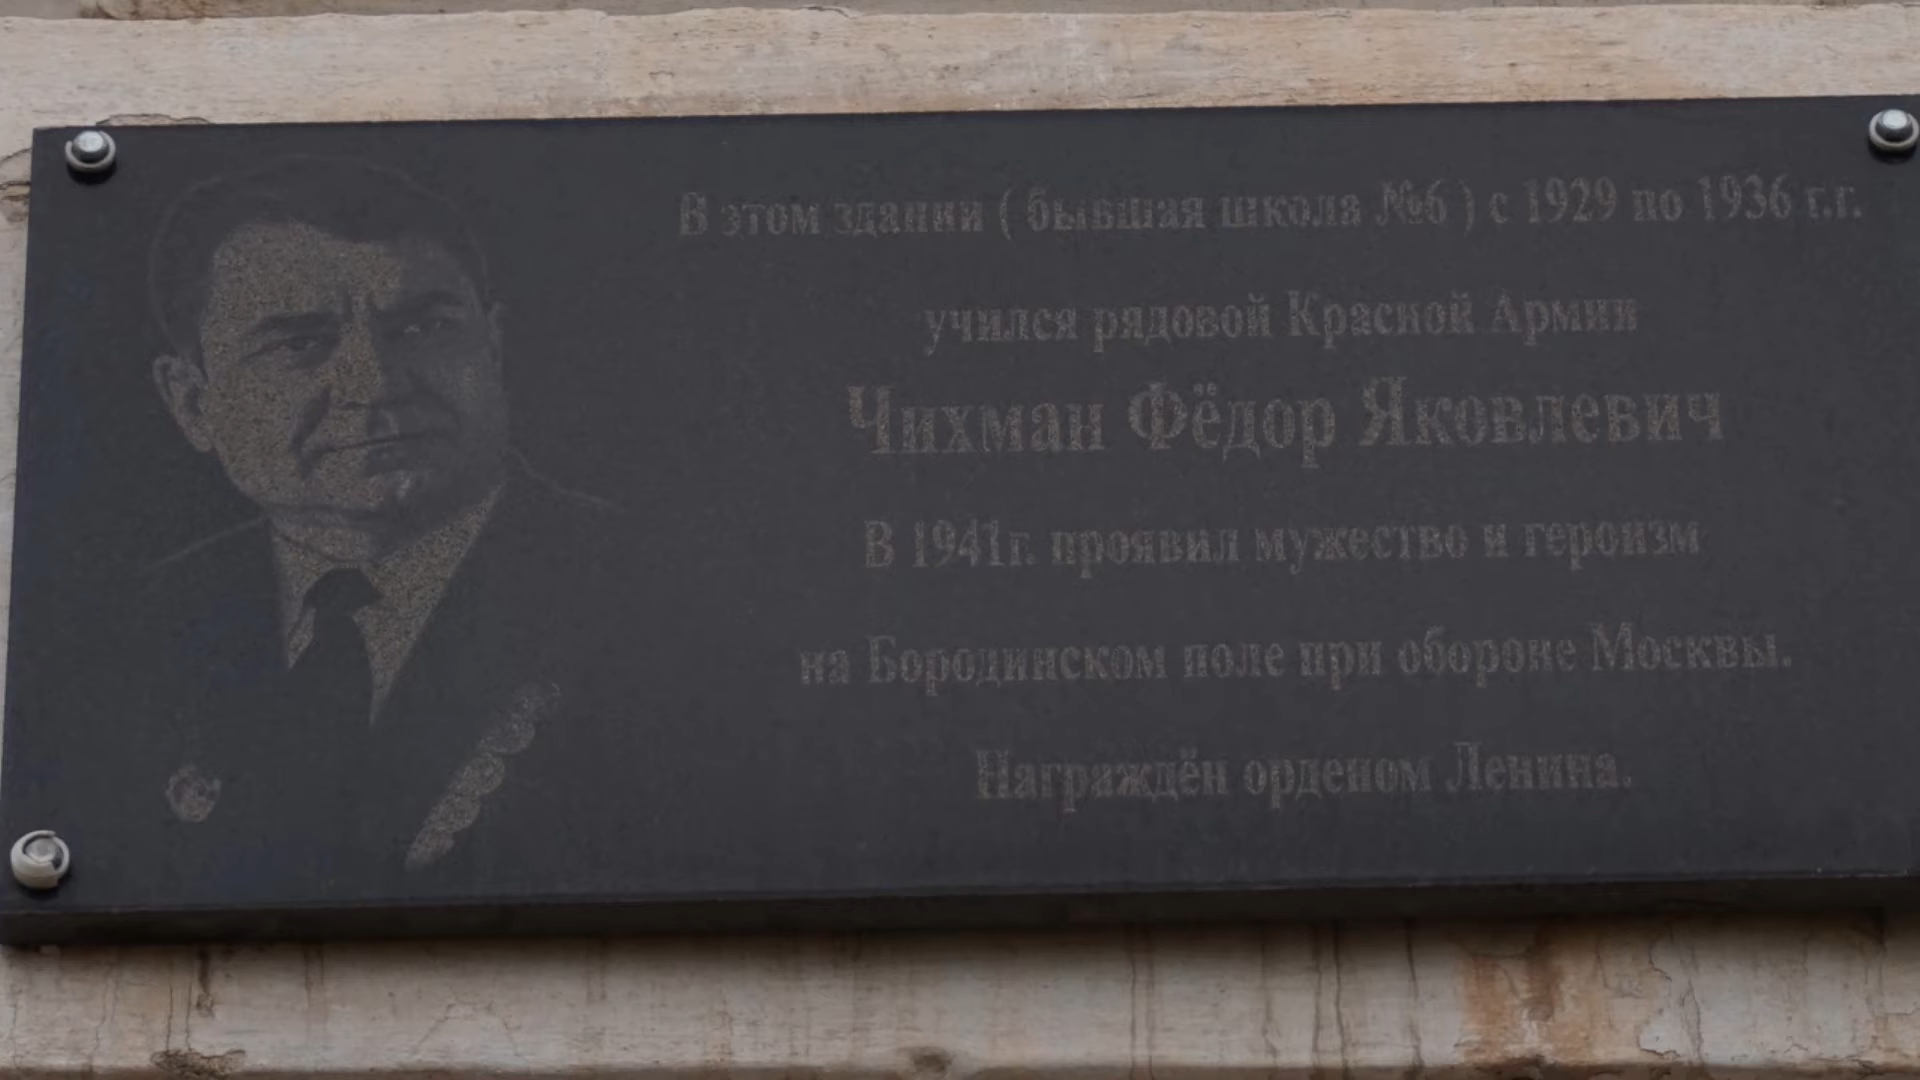 В этом здании ( бывшая школа №6 ) с 1929 по 1936 г.г.
учился рядовой Красной Армии
Чихман Фёдор Яковлевич
В 1941г. проявил мужество и героизм
на Бородинском поле при обороне Москвы.
Награждён орденом Ленина.